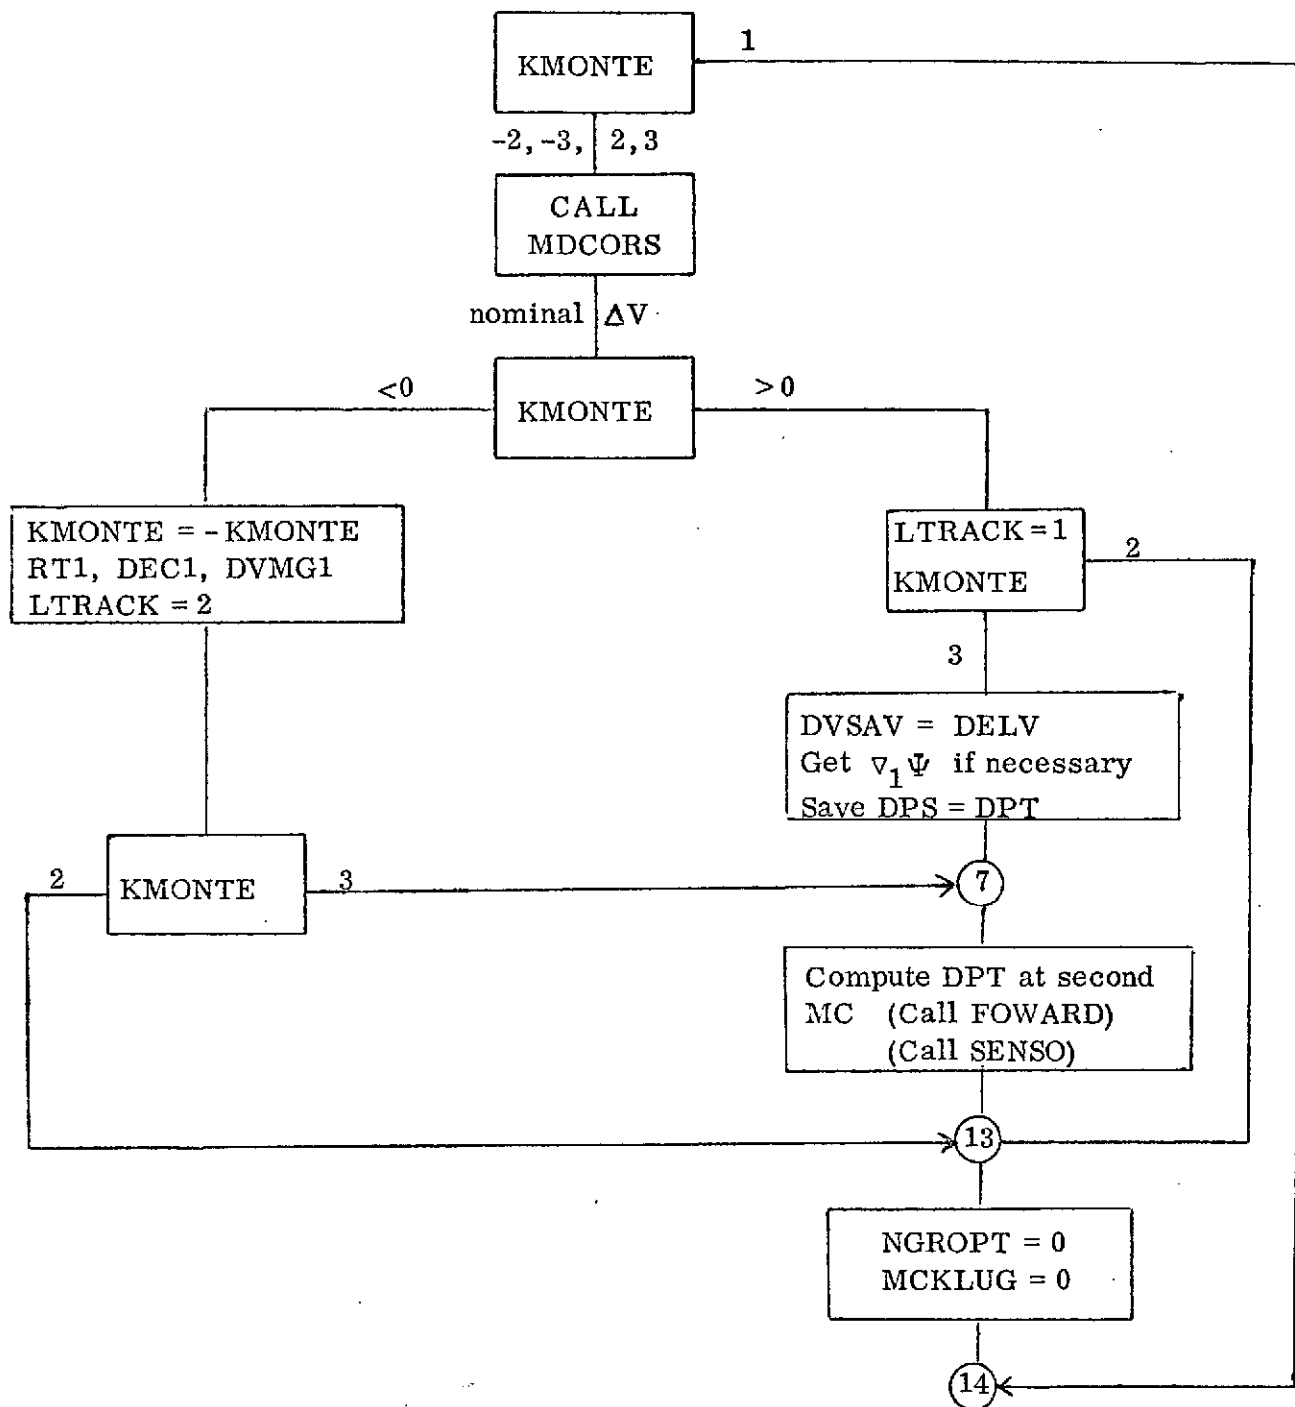 1
KMONTE
-2, -3, 2, 3
CALL
MDCORS
nominal ΔV
<0
KMONTE
>0
KMONTE = -KMONTE
RT1, DEC1, DVMG1
LTRACK = 2
LTRACK = 1
KMONTE
2
3
DVSAV = DELV
Get ∇₁Ψ if necessary
Save DPS = DPT
2
KMONTE
3
7
Compute DPT at second
MC (Call FOWARD)
(Call SENSO)
13
NGROPT = 0
MCKLUG = 0
14